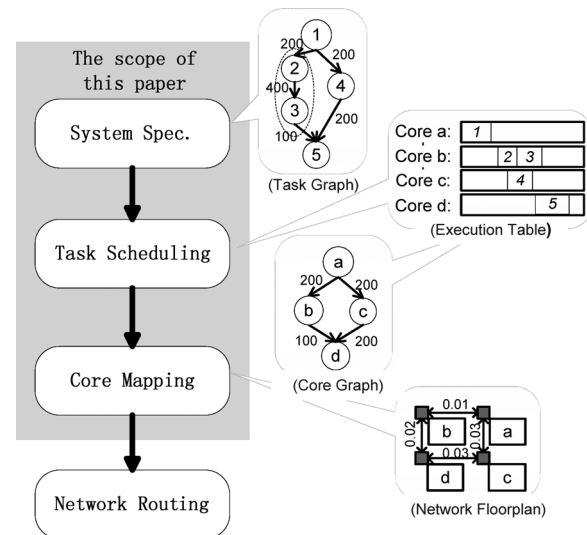 The scope of
this paper
System Spec.
Task Scheduling
Core Mapping
Network Routing
1
200
200
2
4
400
3
100
200
5
(Task Graph)
Core a: 1
Core b: 2 3
Core c: 4
Core d: 5
(Execution Table)
a
200
200
b
c
100
200
d
(Core Graph)
0.01
b
a
0.02
0.03
0.03
d
c
(Network Floorplan)